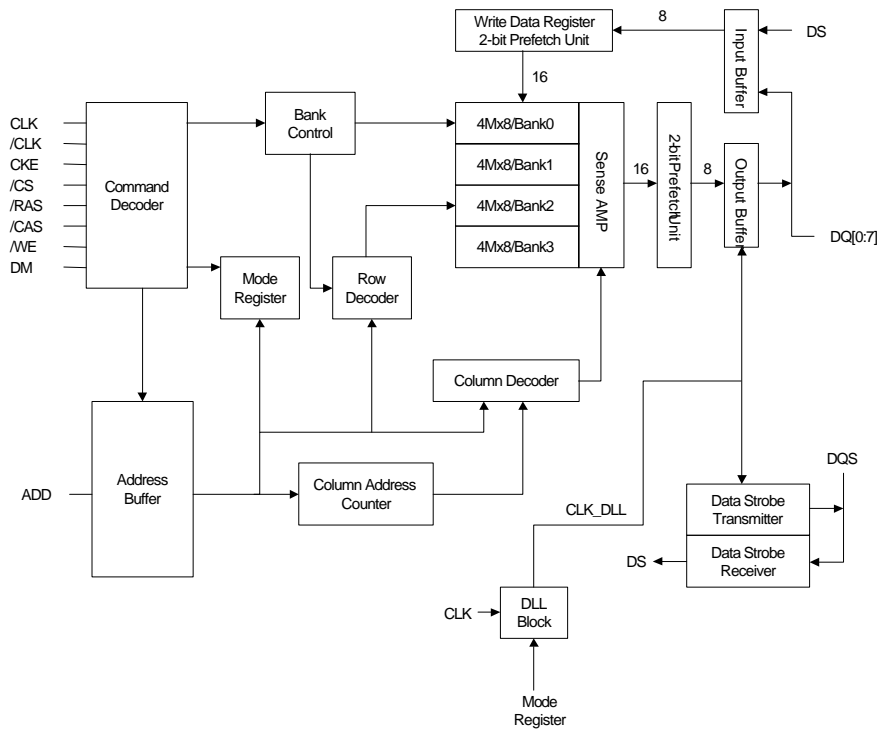 Write Data Register
2-bit Prefetch Unit
8
Input Buffer
DS
16
CLK
/CLK
CKE
/CS
/RAS
/CAS
/WE
DM
Command
Decoder
Bank
Control
4Mx8/Bank0
4Mx8/Bank1
4Mx8/Bank2
4Mx8/Bank3
Sense AMP
16
2-bit Prefetch Unit
8
Output Buffer
DQ[0:7]
Mode
Register
Row
Decoder
Column Decoder
ADD
Address
Buffer
Column Address
Counter
CLK_DLL
DQS
Data Strobe
Transmitter
Data Strobe
Receiver
DS
CLK
DLL
Block
Mode
Register